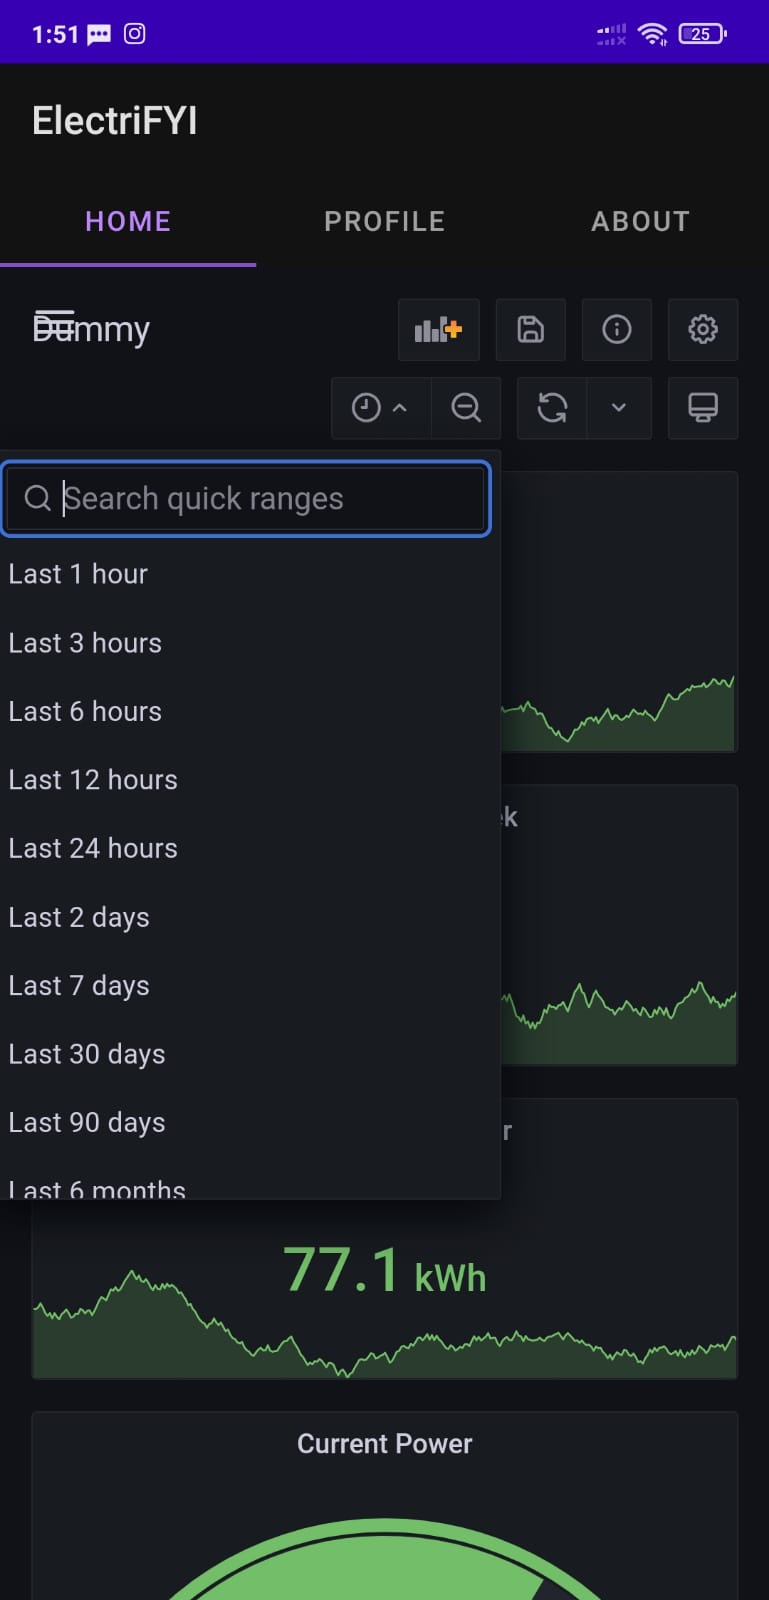 1:51
25
ElectriFYI
HOME PROFILE ABOUT
Dummy
Search quick ranges
Last 1 hour
Last 3 hours
Last 6 hours
Last 12 hours
Last 24 hours
Last 2 days
ek
Last 7 days
Last 30 days
Last 90 days
r
Last 6 months
77.1 kWh
Current Power